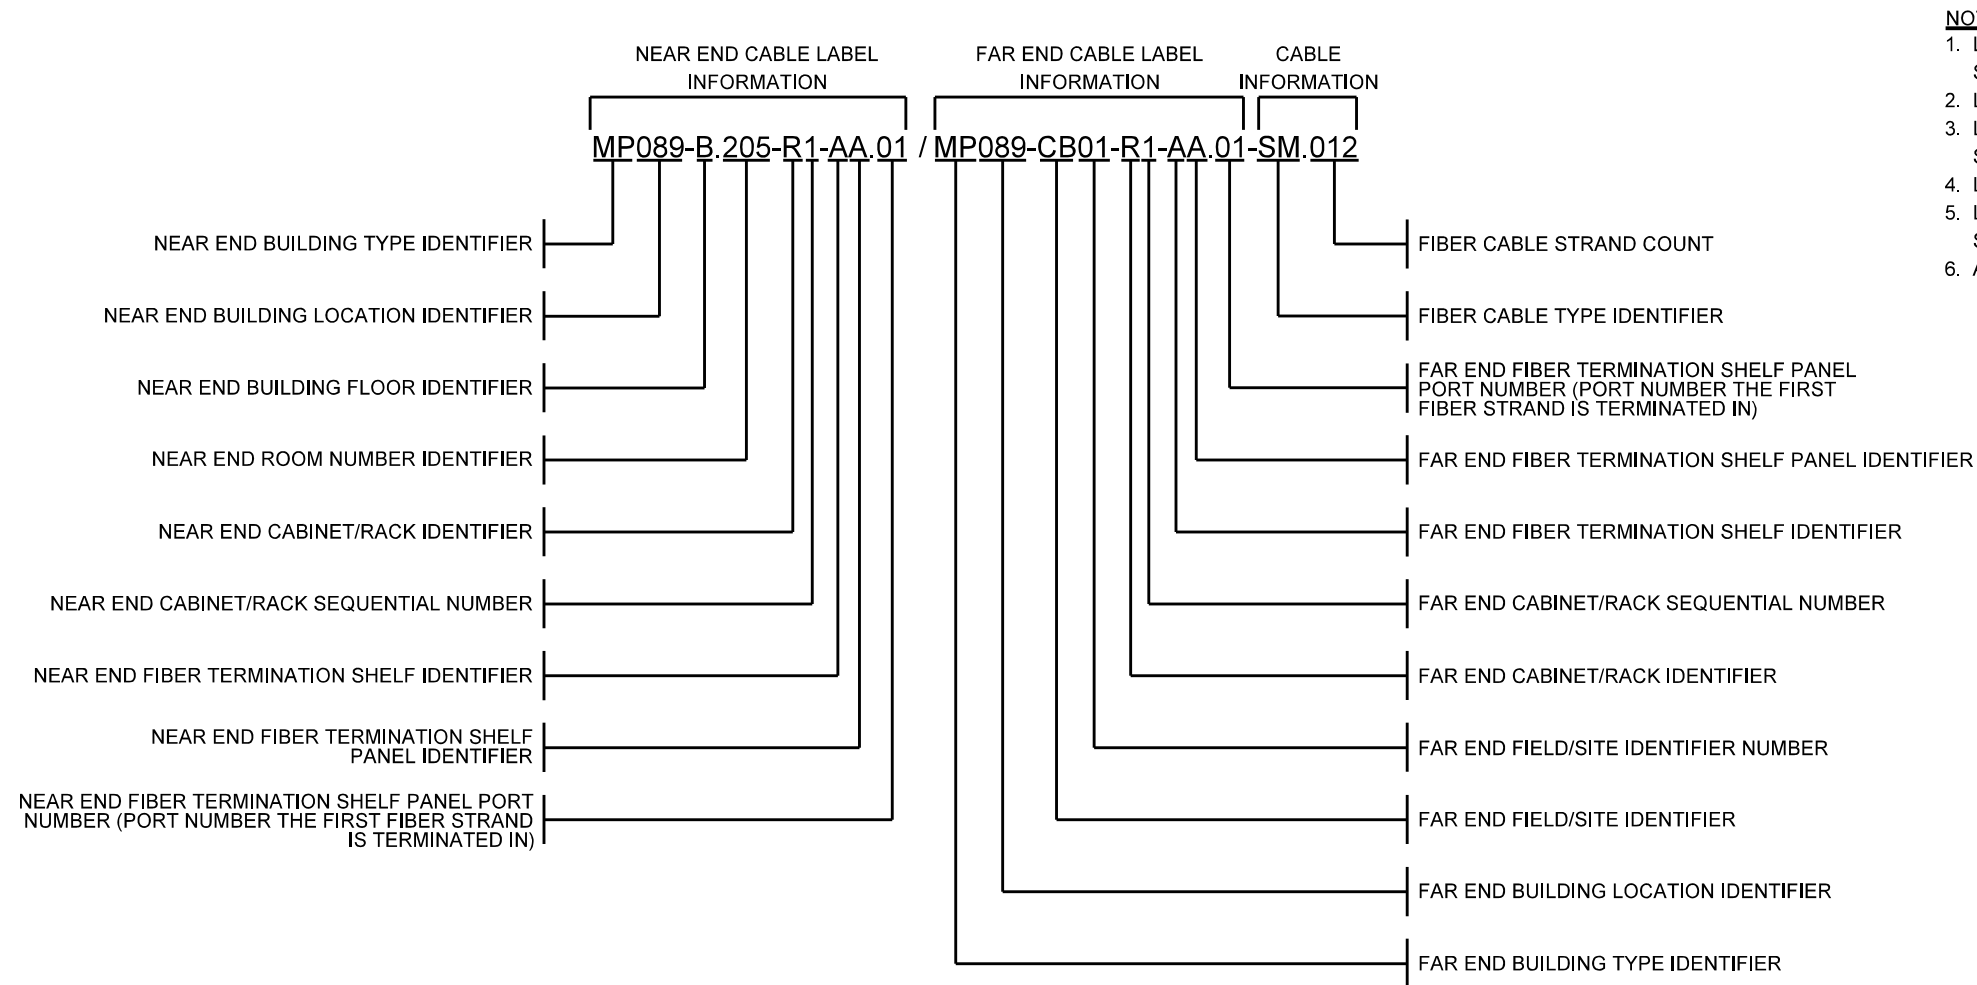 NEAR END CABLE LABEL
INFORMATION
FAR END CABLE LABEL
INFORMATION
CABLE
INFORMATION
MP089-B.205-R1-AA.01 / MP089-CB01-R1-AA.01-SM.012
NEAR END BUILDING TYPE IDENTIFIER
NEAR END BUILDING LOCATION IDENTIFIER
NEAR END BUILDING FLOOR IDENTIFIER
NEAR END ROOM NUMBER IDENTIFIER
NEAR END CABINET/RACK IDENTIFIER
NEAR END CABINET/RACK SEQUENTIAL NUMBER
NEAR END FIBER TERMINATION SHELF IDENTIFIER
NEAR END FIBER TERMINATION SHELF
PANEL IDENTIFIER
NEAR END FIBER TERMINATION SHELF PANEL PORT
NUMBER (PORT NUMBER THE FIRST FIBER STRAND
IS TERMINATED IN)
FIBER CABLE STRAND COUNT
FIBER CABLE TYPE IDENTIFIER
FAR END FIBER TERMINATION SHELF PANEL
PORT NUMBER (PORT NUMBER THE FIRST
FIBER STRAND IS TERMINATED IN)
FAR END FIBER TERMINATION SHELF PANEL IDENTIFIER
FAR END FIBER TERMINATION SHELF IDENTIFIER
FAR END CABINET/RACK SEQUENTIAL NUMBER
FAR END CABINET/RACK IDENTIFIER
FAR END FIELD/SITE IDENTIFIER NUMBER
FAR END FIELD/SITE IDENTIFIER
FAR END BUILDING LOCATION IDENTIFIER
FAR END BUILDING TYPE IDENTIFIER
1.
2.
3.
4.
5.
6.